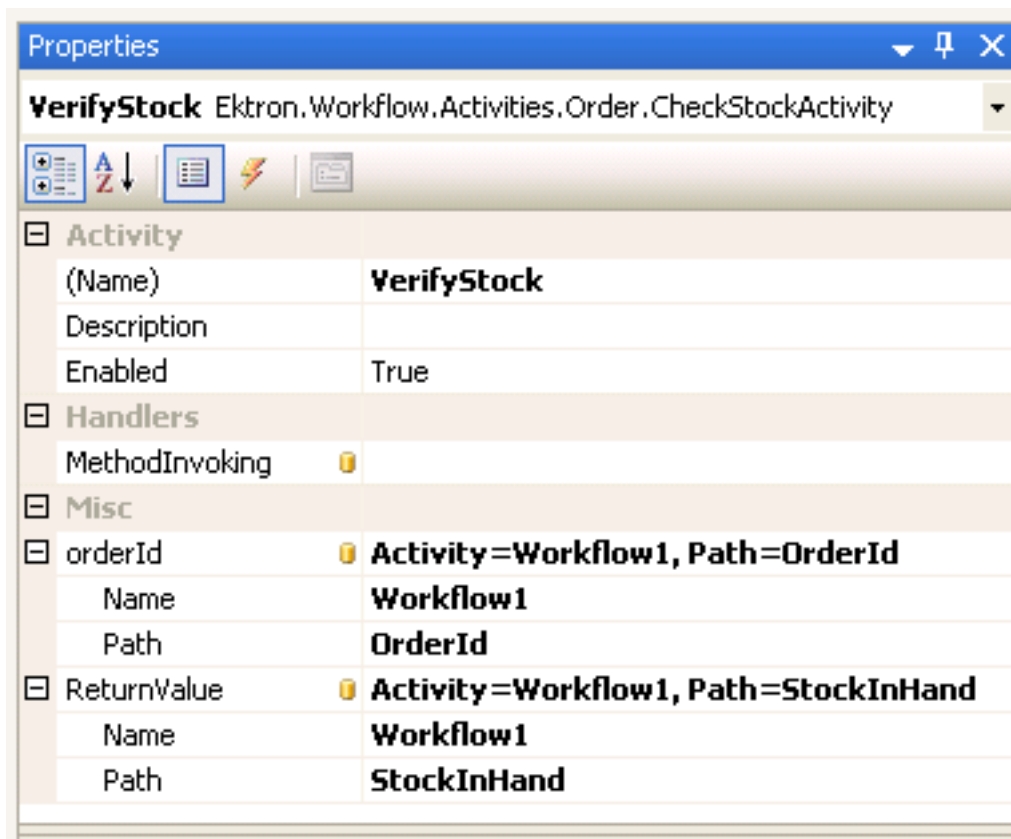 Properties
VerifyStock Ektron.Workflow.Activities.Order.CheckStockActivity
AZ
Activity
(Name) VerifyStock
Description
Enabled True
Handlers
MethodInvoking
Misc
orderId Activity=Workflow1, Path=OrderId
Name Workflow1
Path OrderId
ReturnValue Activity=Workflow1, Path=StockInHand
Name Workflow1
Path StockInHand